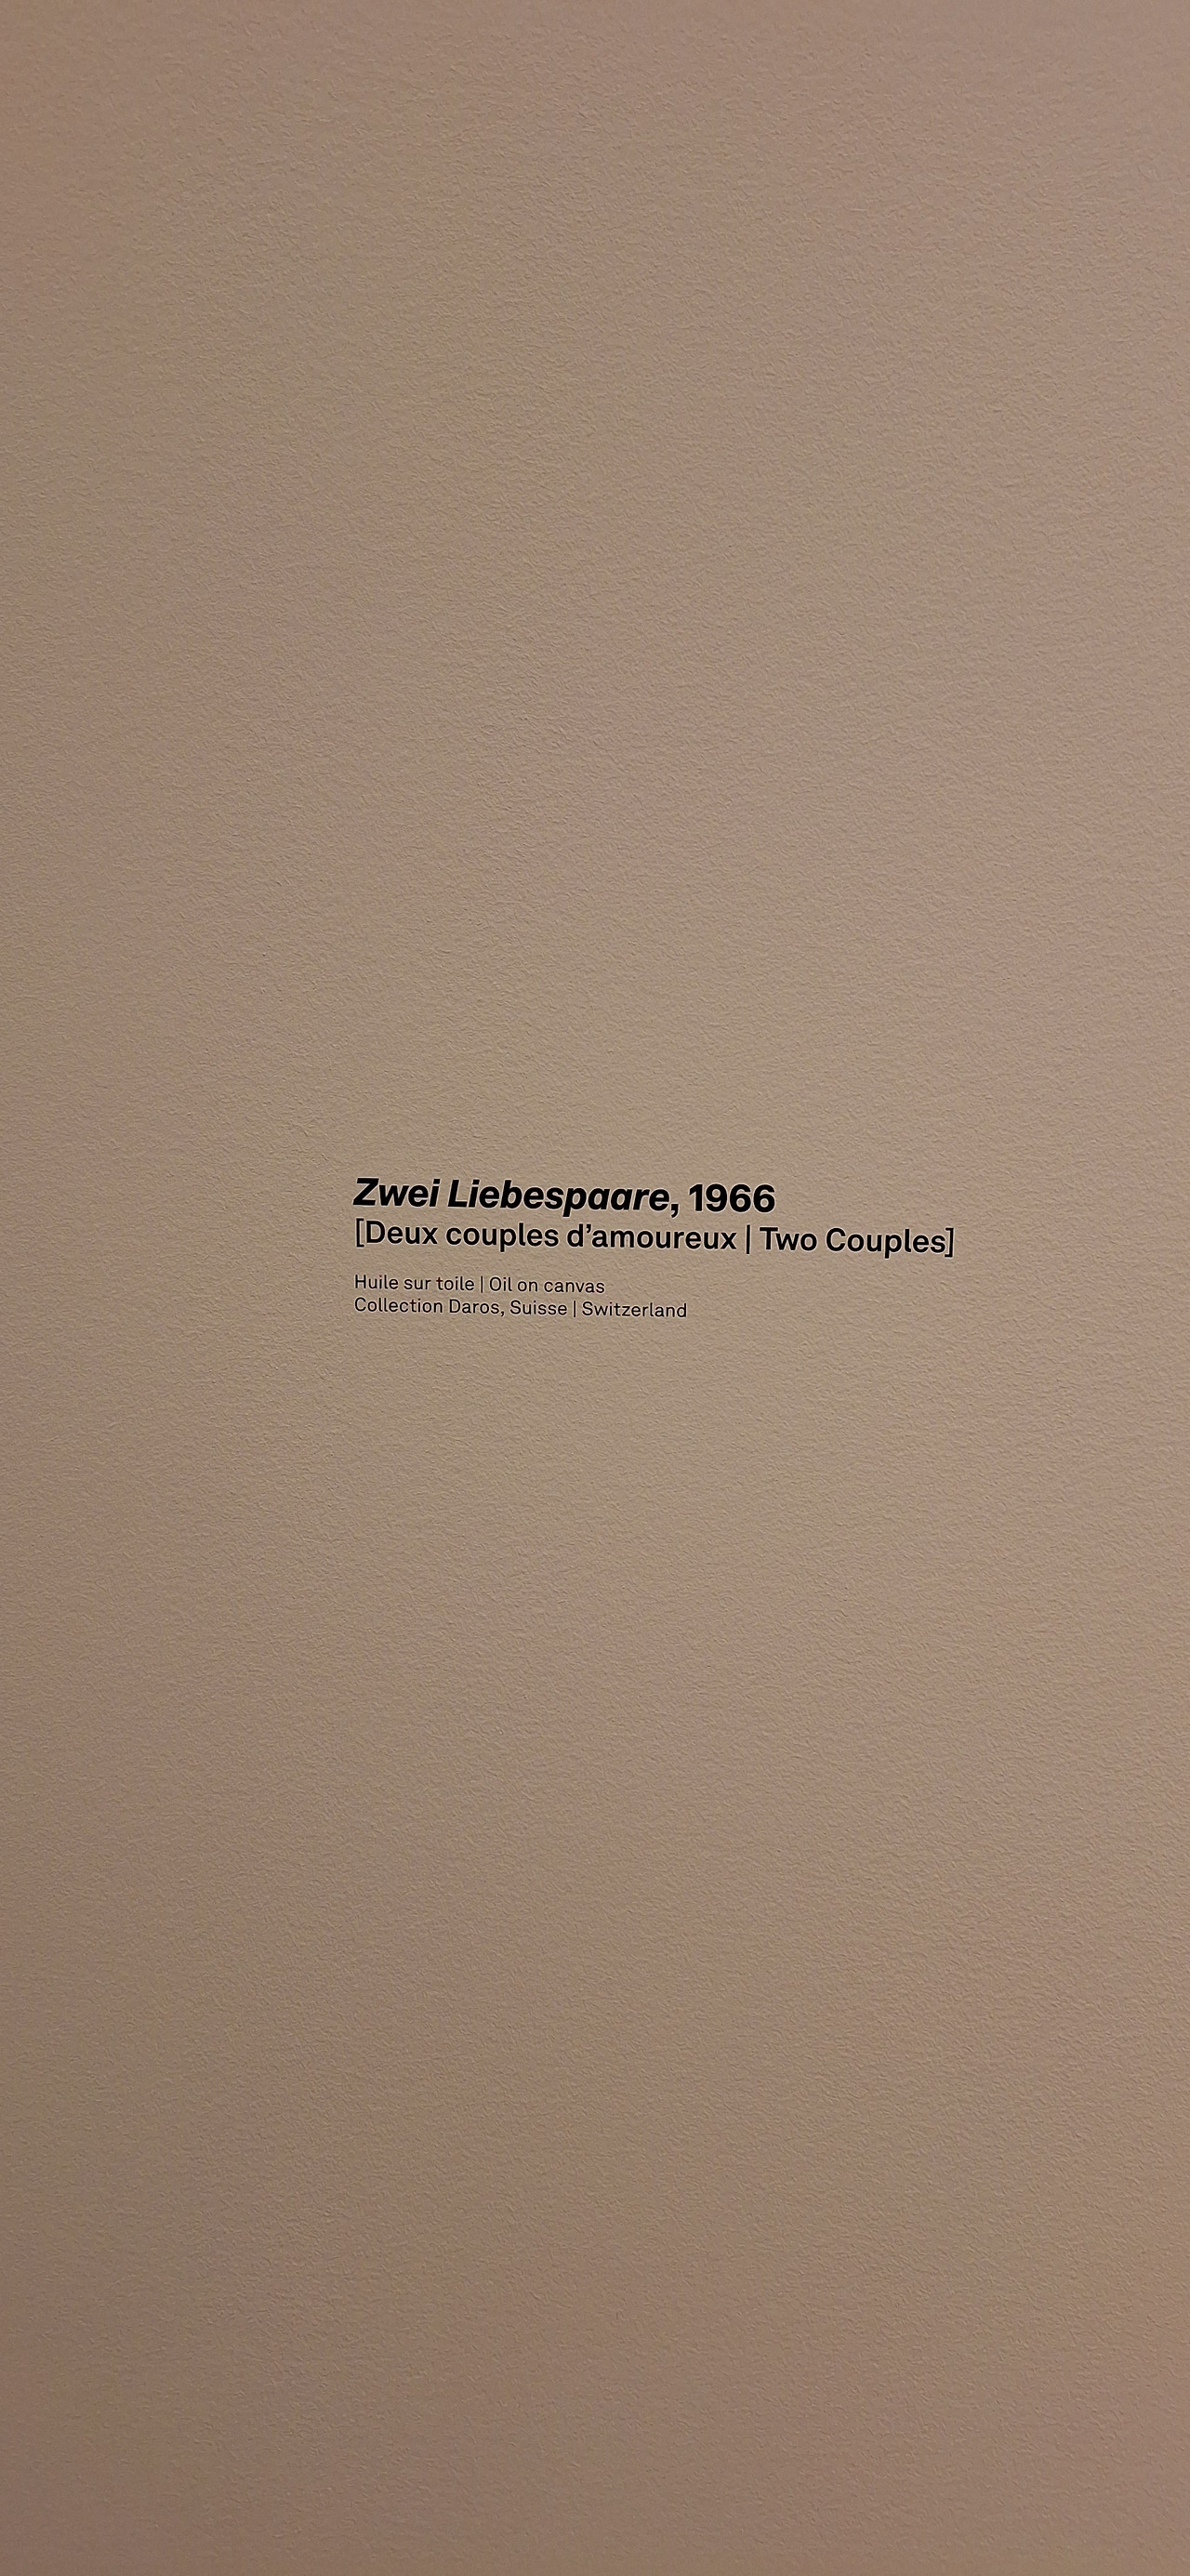 Zwei Liebespaare, 1966
[Deux couples d’amoureux | Two Couples]
Huile sur toile | Oil on canvas
Collection Daros, Suisse | Switzerland